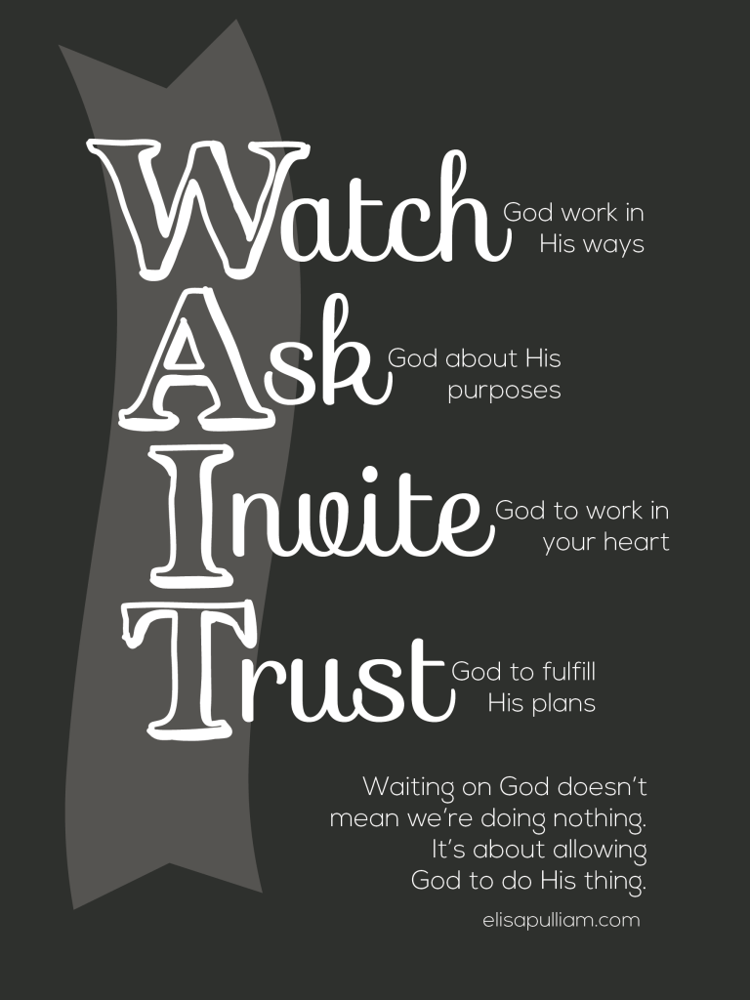 Watch God work in
His ways
Ask God about His
purposes
Invite God to work in
your heart
Trust God to fulfill
His plans
Waiting on God doesn't
mean we're doing nothing.
It's about allowing
God to do His thing.
elisapulliam.com